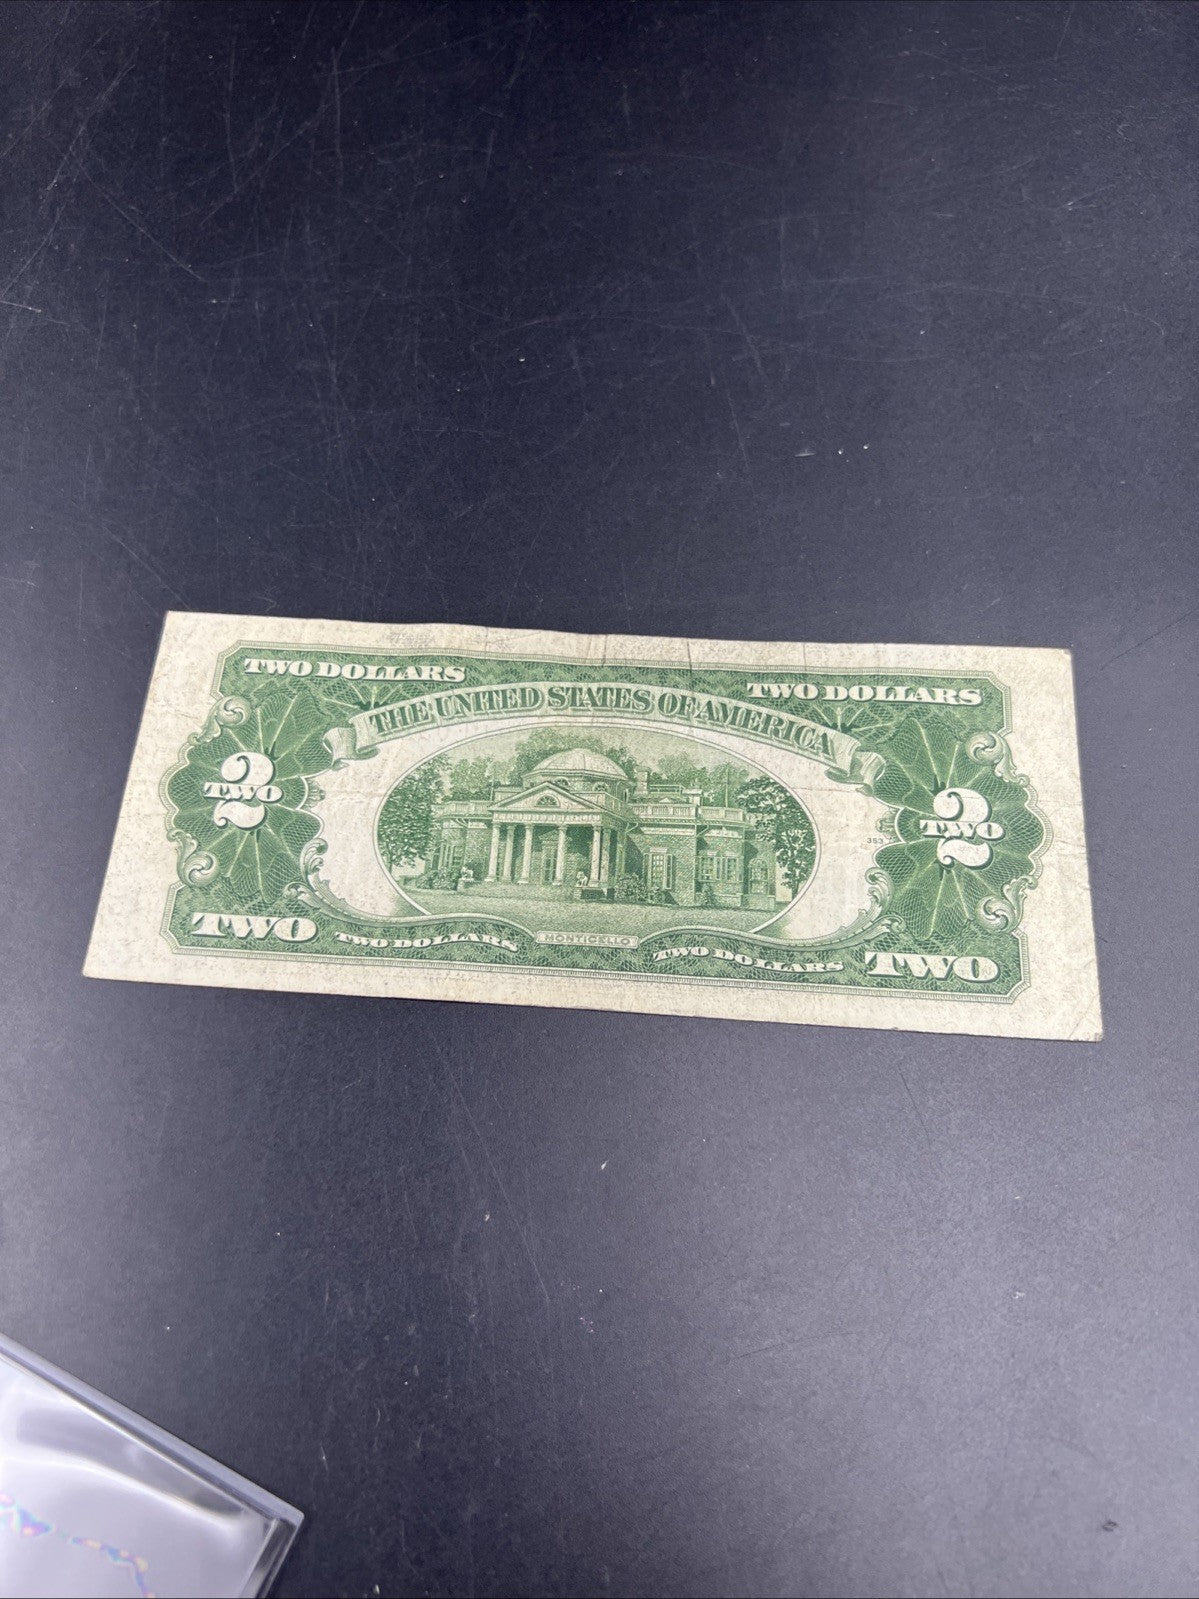 TWO DOLLARS
TWO DOLLARS
THE UNITED STATES OF AMERICA
2
TWO
2
TWO
353
TWO
TWO DOLLARS
MONTICELLO
TWO DOLLARS
TWO